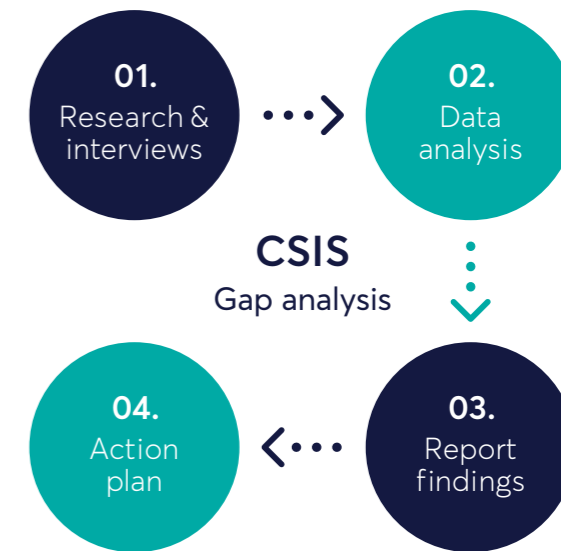 01.
Research &
interviews
02.
Data
analysis
CSIS
Gap analysis
03.
Report
findings
04.
Action
plan